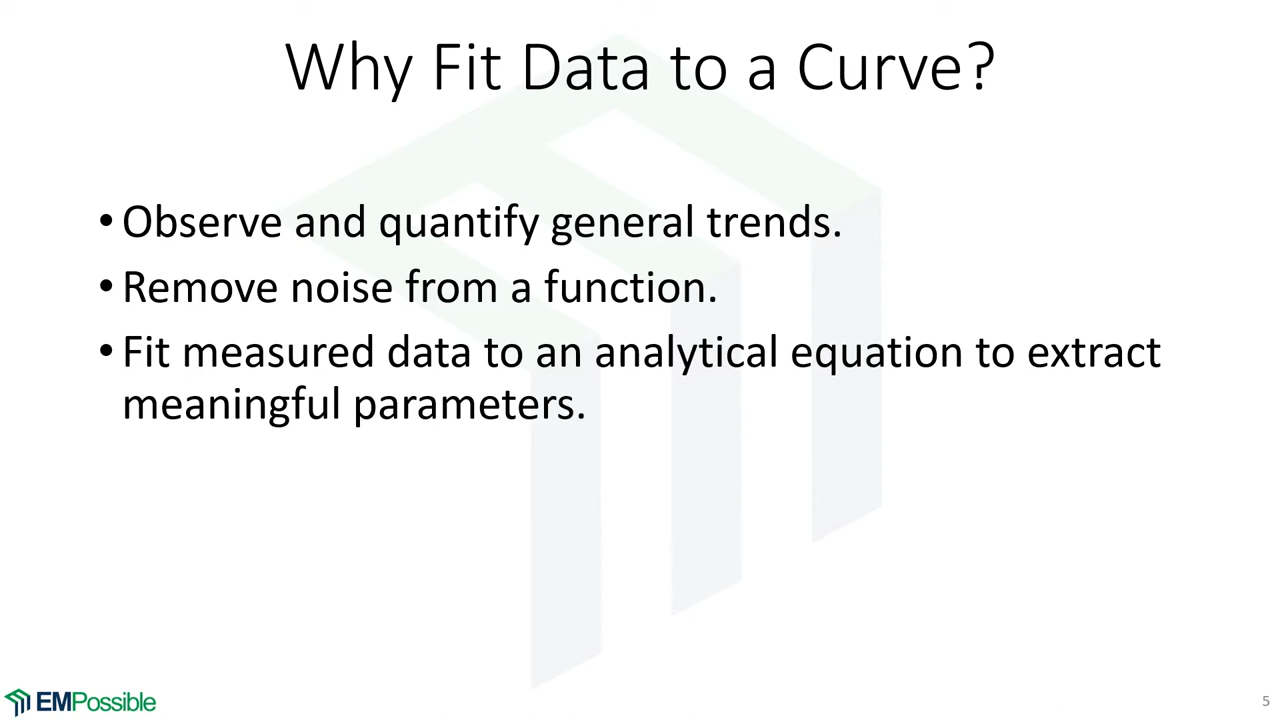 Why Fit Data to a Curve?
• Observe and quantify general trends.
• Remove noise from a function.
• Fit measured data to an analytical equation to extract
meaningful parameters.
EMPossible
5